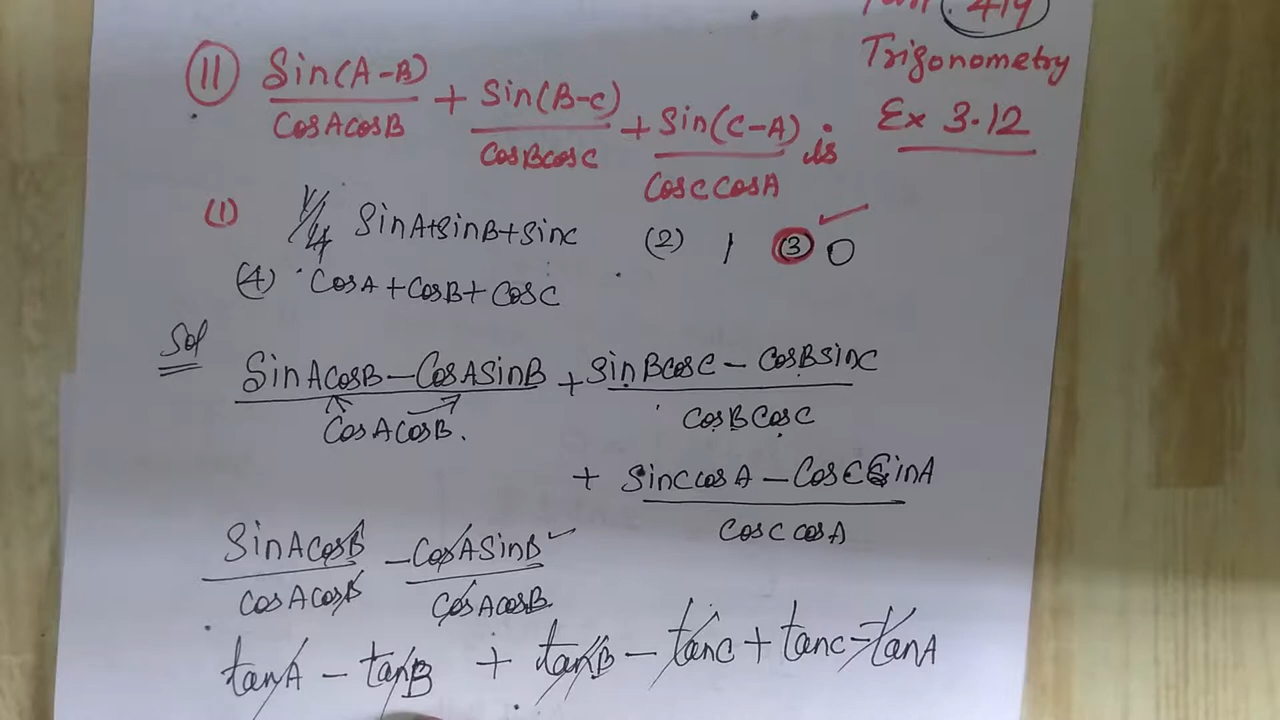 419
Trigonometry
Ex 3.12
(11) Sin(A-B)/CosAcosB + Sin(B-C)/CosBcosC + Sin(C-A)/CosCcosA is
(1) SinA+sinB+sinC (2) 1 (3) 0
(4) CosA+CosB+CosC
Sol
SinAcosB-CosASinB/CosAcosB. + SinBcosC-CosBsinC/CosBCosC
+ SinCcosA-CosCSinA/CosCcosA
SinAcosB/CosAcosB -CosASinB/CosAcosB
tanA - tanB + tanB - tanC + tanC-tanA